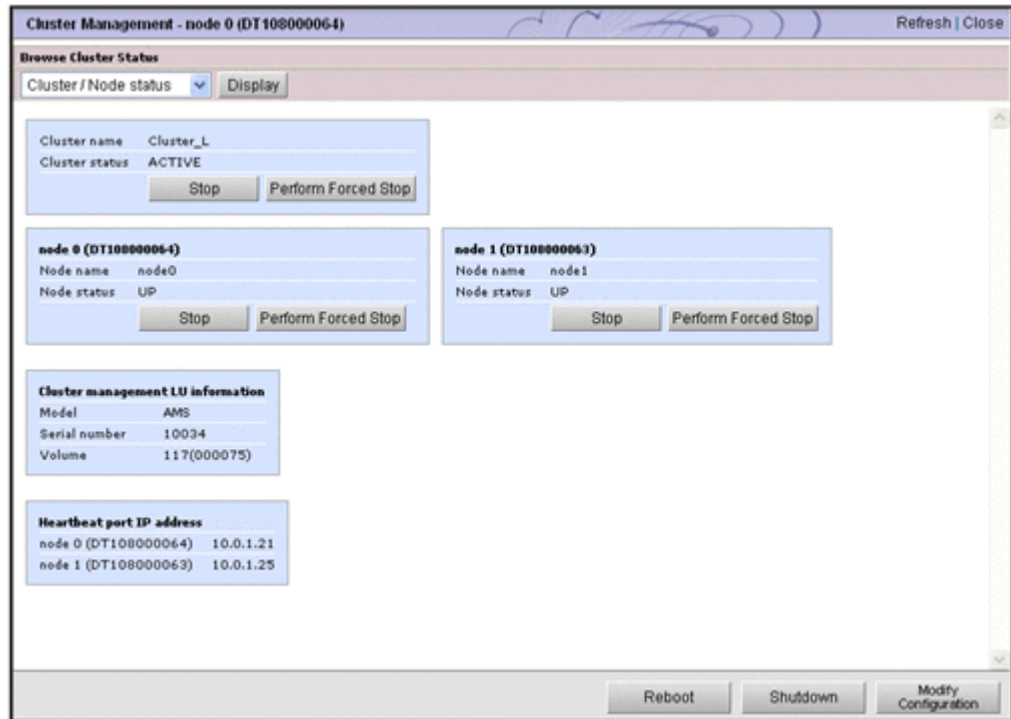 Cluster Management - node 0 (DT108000064)
Refresh | Close
Browse Cluster Status
Cluster / Node status
Display
Cluster name Cluster_L
Cluster status ACTIVE
Stop Perform Forced Stop
node 0 (DT108000064)
Node name node0
Node status UP
Stop Perform Forced Stop
node 1 (DT108000063)
Node name node1
Node status UP
Stop Perform Forced Stop
Cluster management LU information
Model AMS
Serial number 10034
Volume 117(000075)
Heartbeat port IP address
node 0 (DT108000064) 10.0.1.21
node 1 (DT108000063) 10.0.1.25
Reboot
Shutdown
Modify
Configuration